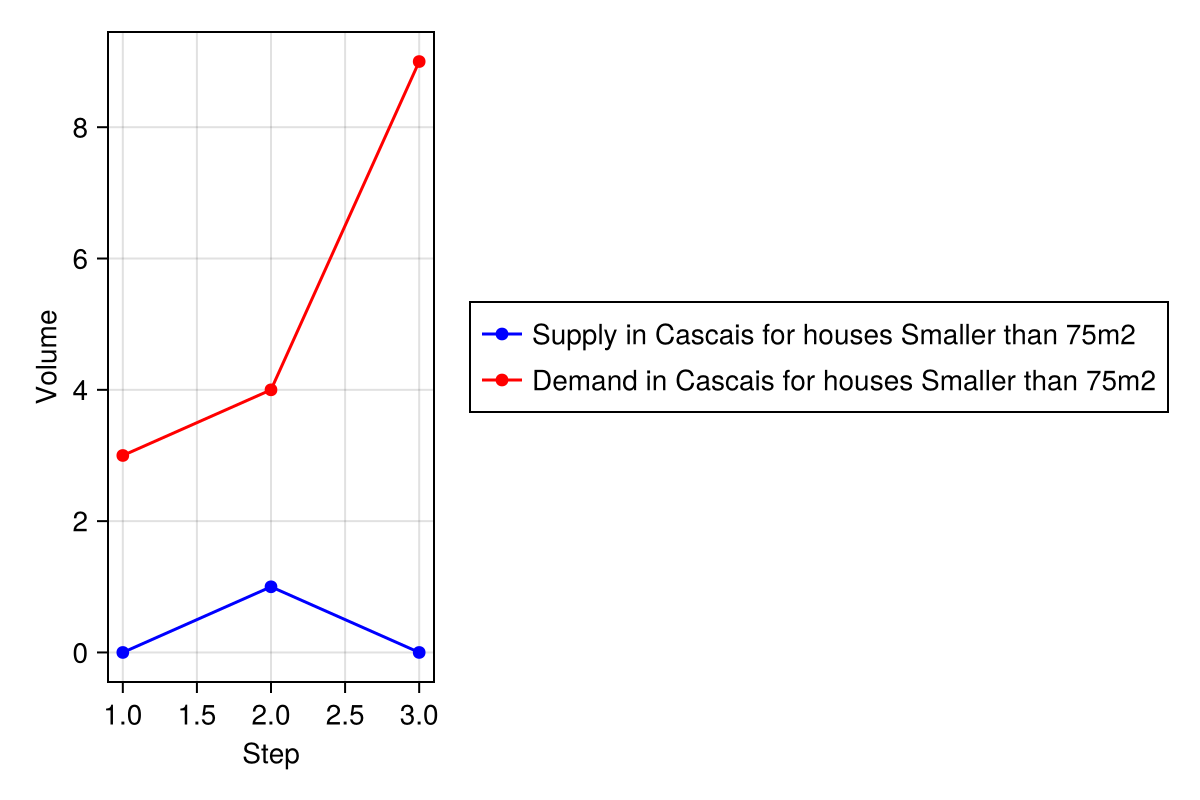 8
6
4
2
0
Volume
1.0 1.5 2.0 2.5 3.0
Step
Supply in Cascais for houses Smaller than 75m2
Demand in Cascais for houses Smaller than 75m2